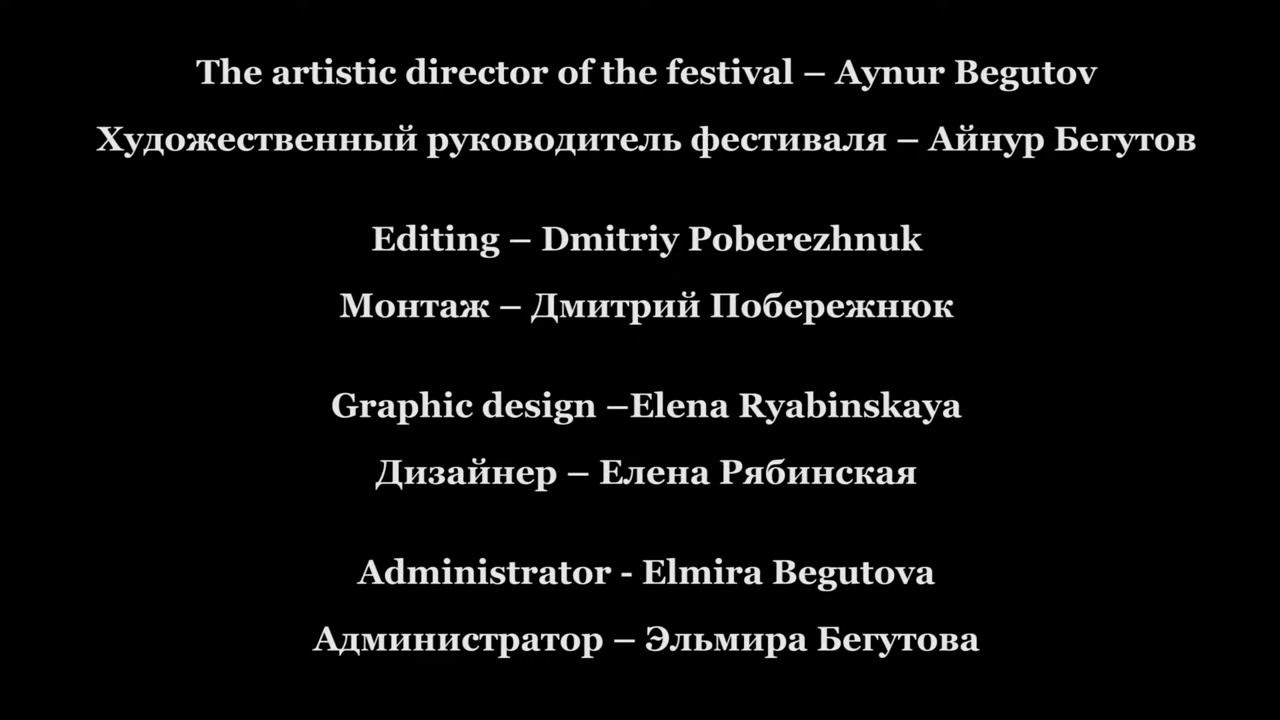 The artistic director of the festival – Aynur Begutov
Художественный руководитель фестиваля – Айнур Бегутов
Editing – Dmitriy Poberezhnuk
Монтаж – Дмитрий Побережнюк
Graphic design –Elena Ryabinskaya
Дизайнер – Елена Рябинская
Administrator - Elmira Begutova
Администратор – Эльмира Бегутова